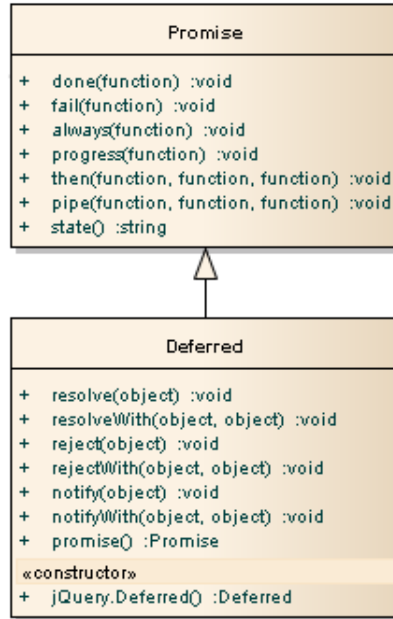 Promise
+ done(function) :void
+ fail(function) :void
+ always(function) :void
+ progress(function) :void
+ then(function, function, function) :void
+ pipe(function, function, function) :void
+ state() :string
Deferred
+ resolve(object) :void
+ resolveWith(object, object) :void
+ reject(object) :void
+ rejectWith(object, object) :void
+ notify(object) :void
+ notifyWith(object, object) :void
+ promise() :Promise
«constructor»
+ jQuery.Deferred() :Deferred